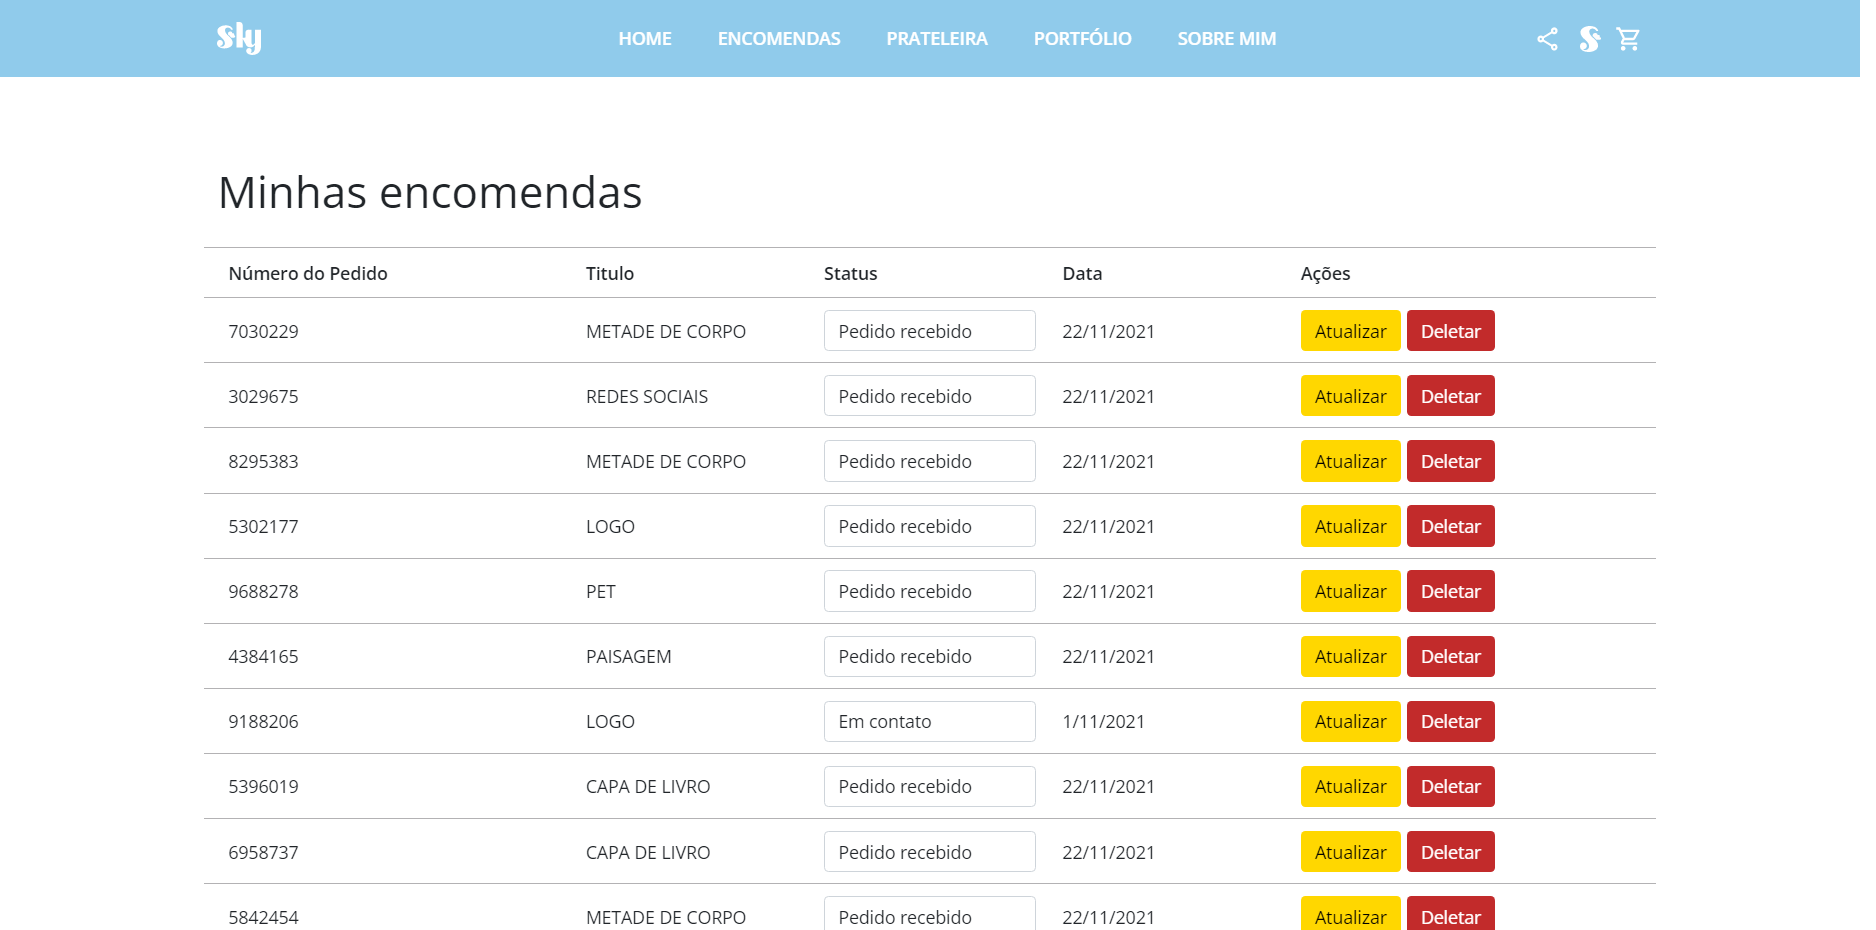 sly HOME ENCOMENDAS PRATELEIRA PORTFÓLIO SOBRE MIM S
Minhas encomendas
Número do Pedido Titulo Status Data Ações
7030229 METADE DE CORPO Pedido recebido 22/11/2021 Atualizar Deletar
3029675 REDES SOCIAIS Pedido recebido 22/11/2021 Atualizar Deletar
8295383 METADE DE CORPO Pedido recebido 22/11/2021 Atualizar Deletar
5302177 LOGO Pedido recebido 22/11/2021 Atualizar Deletar
9688278 PET Pedido recebido 22/11/2021 Atualizar Deletar
4384165 PAISAGEM Pedido recebido 22/11/2021 Atualizar Deletar
9188206 LOGO Em contato 1/11/2021 Atualizar Deletar
5396019 CAPA DE LIVRO Pedido recebido 22/11/2021 Atualizar Deletar
6958737 CAPA DE LIVRO Pedido recebido 22/11/2021 Atualizar Deletar
5842454 METADE DE CORPO Pedido recebido 22/11/2021 Atualizar Deletar